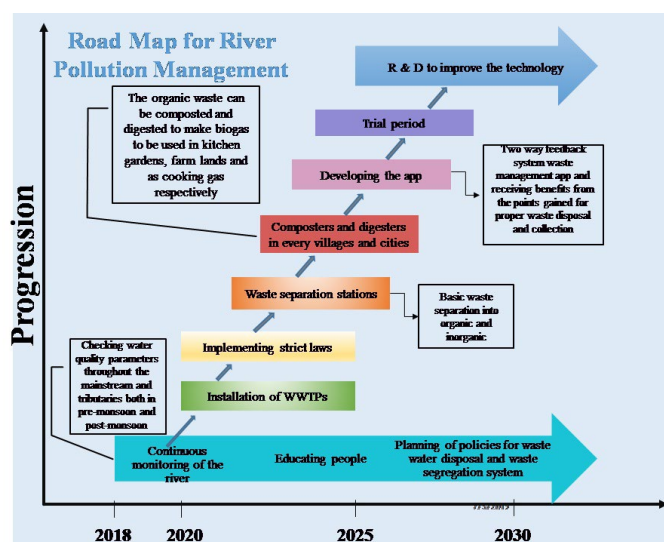 Road Map for River
Pollution Management
R & D to improve the technology
The organic waste can
be composted and
digested to make biogas
to be used in kitchen
gardens, farm lands and
as cooking gas
respectively
Trial period
Developing the app
Two way feedback
system waste
management app and
receiving benefits from
the points gained for
proper waste disposal
and collection
Composters and digesters
in every villages and cities
Waste separation stations
Basic waste
separation into
organic and
inorganic
Progression
Checking water
quality parameters
throughout the
mainstream and
tributaries both in
pre-monsoon and
post-monsoon
Implementing strict laws
Installation of WWTPs
Continuous
monitoring of the
river
Educating people
Planning of policies for waste
water disposal and waste
segregation system
2018
2020
2025
2030